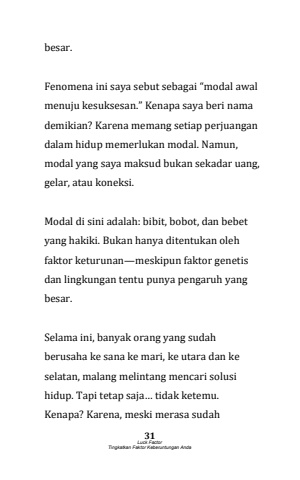 besar.
Fenomena ini saya sebut sebagai “modal awal
menuju kesuksesan.” Kenapa saya beri nama
demikian? Karena memang setiap perjuangan
dalam hidup memerlukan modal. Namun,
modal yang saya maksud bukan sekadar uang,
gelar, atau koneksi.
Modal di sini adalah: bibit, bobot, dan bebet
yang hakiki. Bukan hanya ditentukan oleh
faktor keturunan—meskipun faktor genetis
dan lingkungan tentu punya pengaruh yang
besar.
Selama ini, banyak orang yang sudah
berusaha ke sana ke mari, ke utara dan ke
selatan, malang melintang mencari solusi
hidup. Tapi tetap saja… tidak ketemu.
Kenapa? Karena, meski merasa sudah
31
Luck Factor
Tingkatkan Faktor Keberuntungan Anda